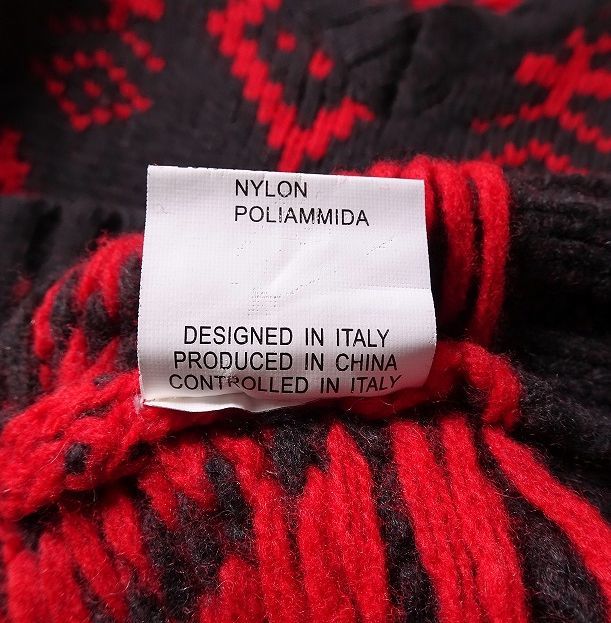 NYLON
POLIAMMIDA
DESIGNED IN ITALY
PRODUCED IN CHINA
CONTROLLED IN ITALY